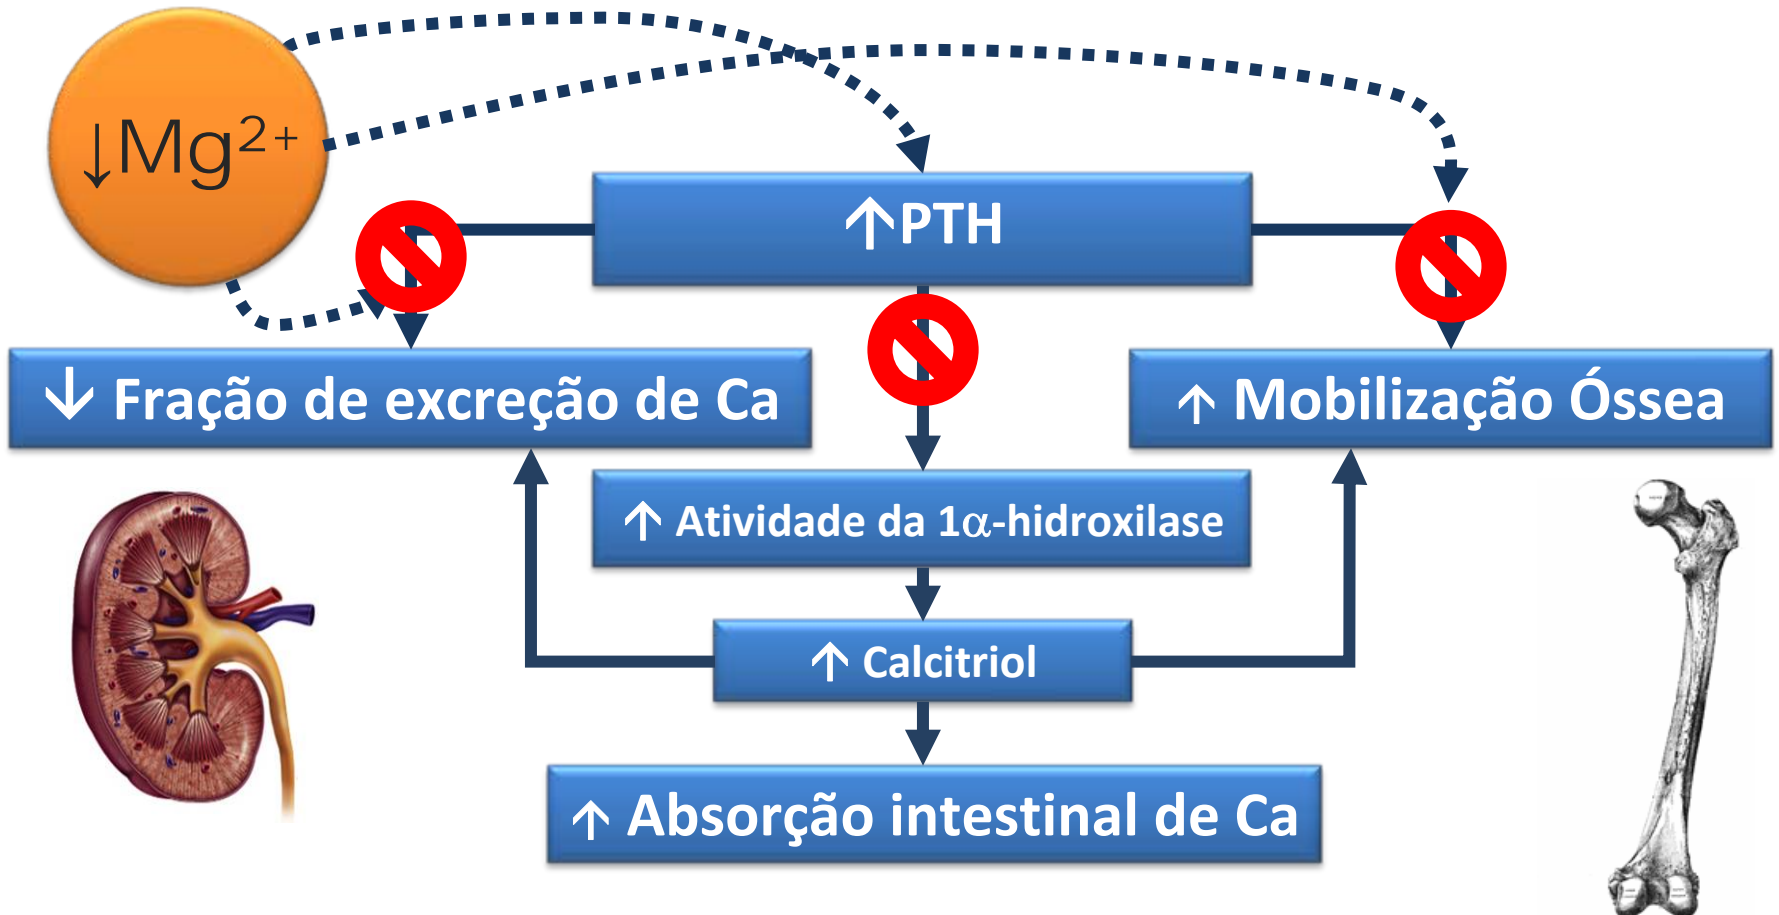 ↓Mg²⁺
↑PTH
↓ Fração de excreção de Ca
↑ Mobilização Óssea
↑ Atividade da 1α-hidroxilase
↑ Calcitriol
↑ Absorção intestinal de Ca